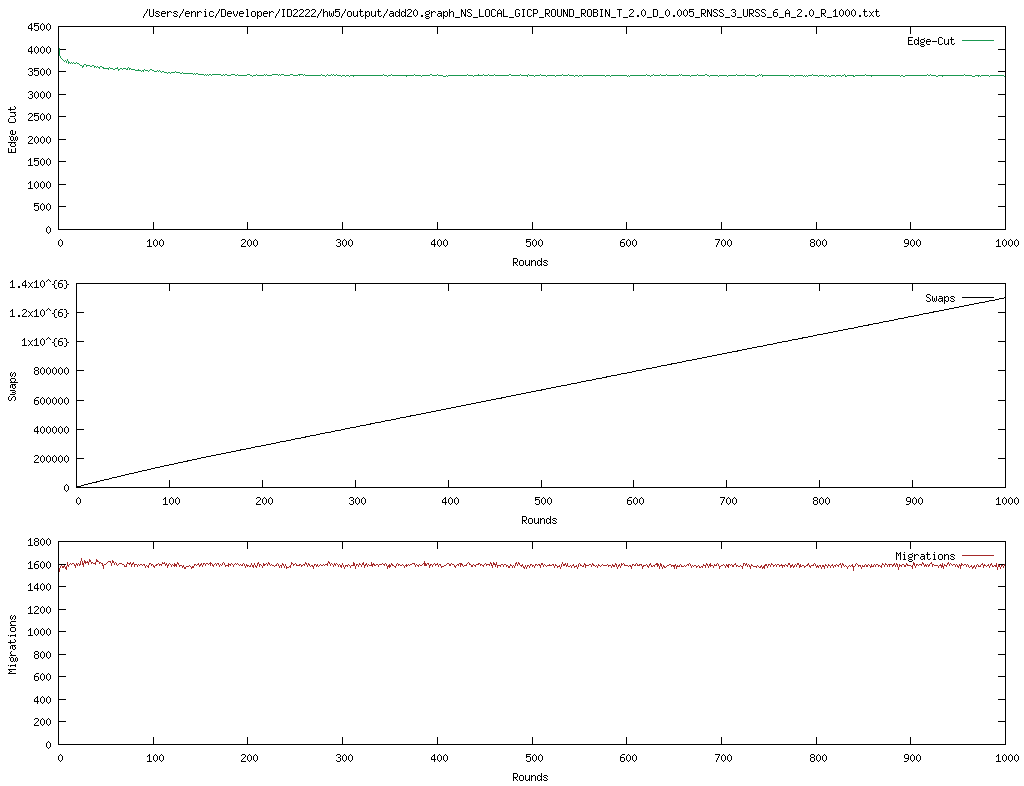 /Users/enric/Developer/ID2222/hw5/output/add20.graph_NS_LOCAL_GICP_ROUND_ROBIN_T_2.0_D_0.005_RNSS_3_URSS_6_A_2.0_R_1000.txt
4500
4000
3500
3000
2500
2000
1500
1000
500
0
Edge Cut
Edge-Cut
0 100 200 300 400 500 600 700 800 900 1000
Rounds
1.4x10^{6}
1.2x10^{6}
1x10^{6}
800000
600000
400000
200000
0
Swaps
Swaps
0 100 200 300 400 500 600 700 800 900 1000
Rounds
1800
1600
1400
1200
1000
800
600
400
200
0
Migrations
Migrations
0 100 200 300 400 500 600 700 800 900 1000
Rounds